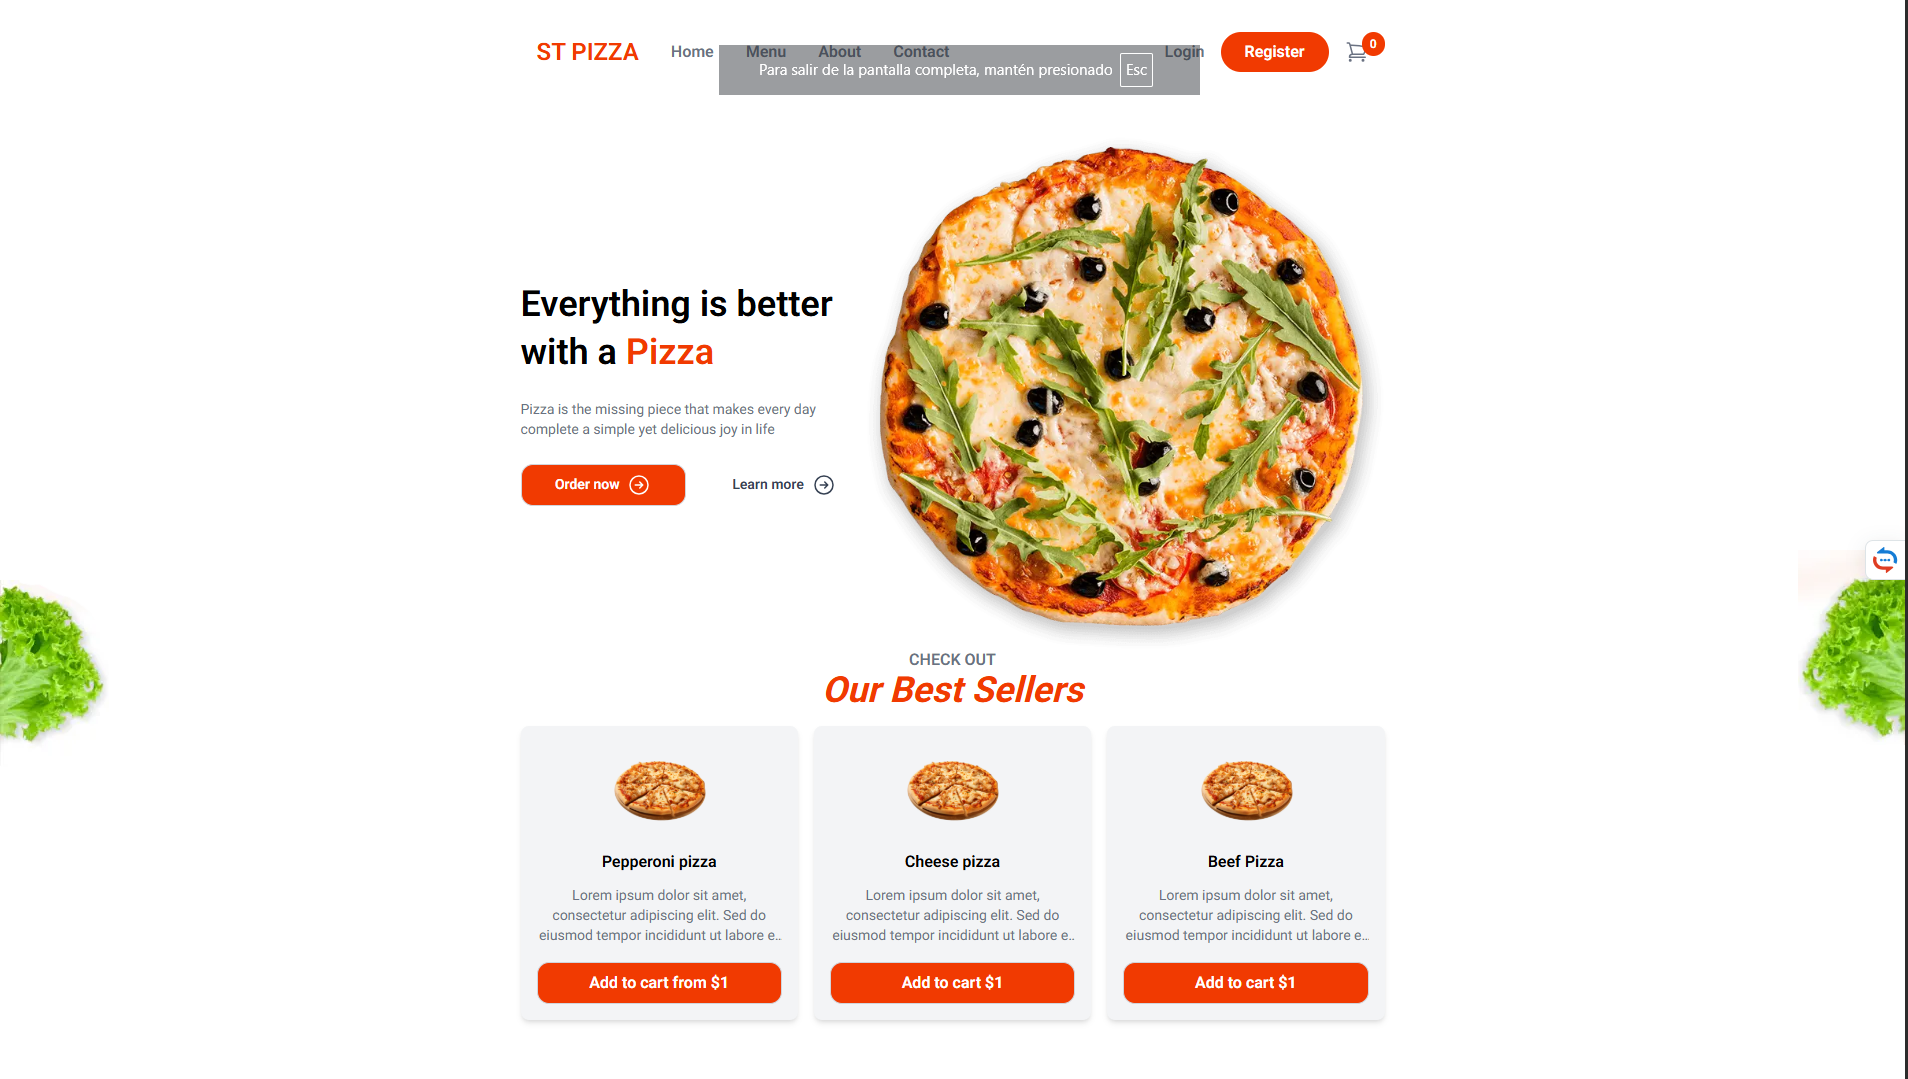 ST PIZZA
Home
Menu
About
Contact
Login
Register
0
Para salir de la pantalla completa, mantén presionado Esc
Everything is better
with a Pizza
Pizza is the missing piece that makes every day
complete a simple yet delicious joy in life
Order now
Learn more
CHECK OUT
Our Best Sellers
Pepperoni pizza
Lorem ipsum dolor sit amet,
consectetur adipiscing elit. Sed do
eiusmod tempor incididunt ut labore e...
Add to cart from $1
Cheese pizza
Lorem ipsum dolor sit amet,
consectetur adipiscing elit. Sed do
eiusmod tempor incididunt ut labore e...
Add to cart $1
Beef Pizza
Lorem ipsum dolor sit amet,
consectetur adipiscing elit. Sed do
eiusmod tempor incididunt ut labore e...
Add to cart $1